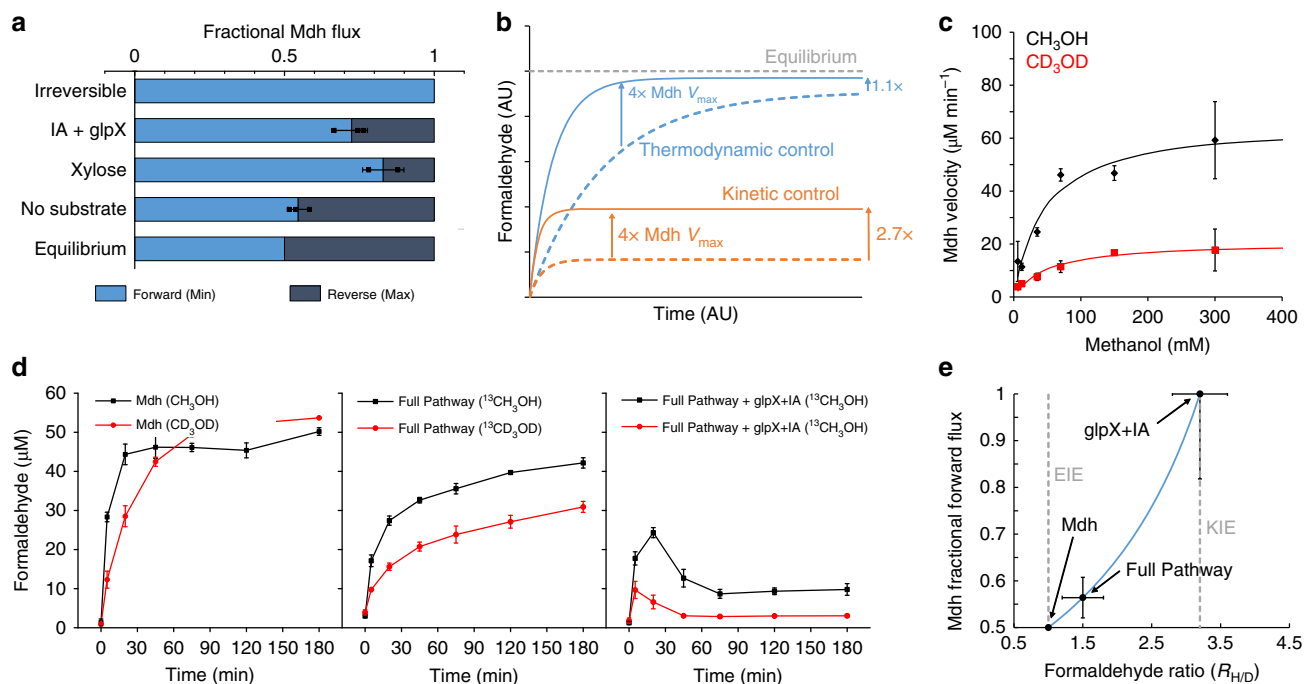 a
Fractional Mdh flux
0 0.5 1
Irreversible
IA + glpX
Xylose
No substrate
Equilibrium
Forward (Min) Reverse (Max)
b
Formaldehyde (AU)
Equilibrium
4× Mdh Vmax
1.1×
Thermodynamic control
Kinetic control
4× Mdh Vmax
2.7×
Time (AU)
c
CH3OH
CD3OD
Mdh velocity (µM min−1)
100
80
60
40
20
0
0 100 200 300 400
Methanol (mM)
d
Formaldehyde (µM)
60
50
40
30
20
10
0
Mdh (CH3OH)
Mdh (CD3OD)
0 30 60 90 120 150 180
Time (min)
Full Pathway (13CH3OH)
Full Pathway (13CD3OD)
0 30 60 90 120 150 180
Time (min)
Full Pathway + glpX+IA (13CH3OH)
Full Pathway + glpX+IA (13CH3OH)
0 30 60 90 120 150 180
Time (min)
e
Mdh fractional forward flux
1
0.9
0.8
0.7
0.6
0.5
glpX+IA
EIE
Mdh
KIE
Full Pathway
0.5 1.5 2.5 3.5 4.5
Formaldehyde ratio (RH/D)